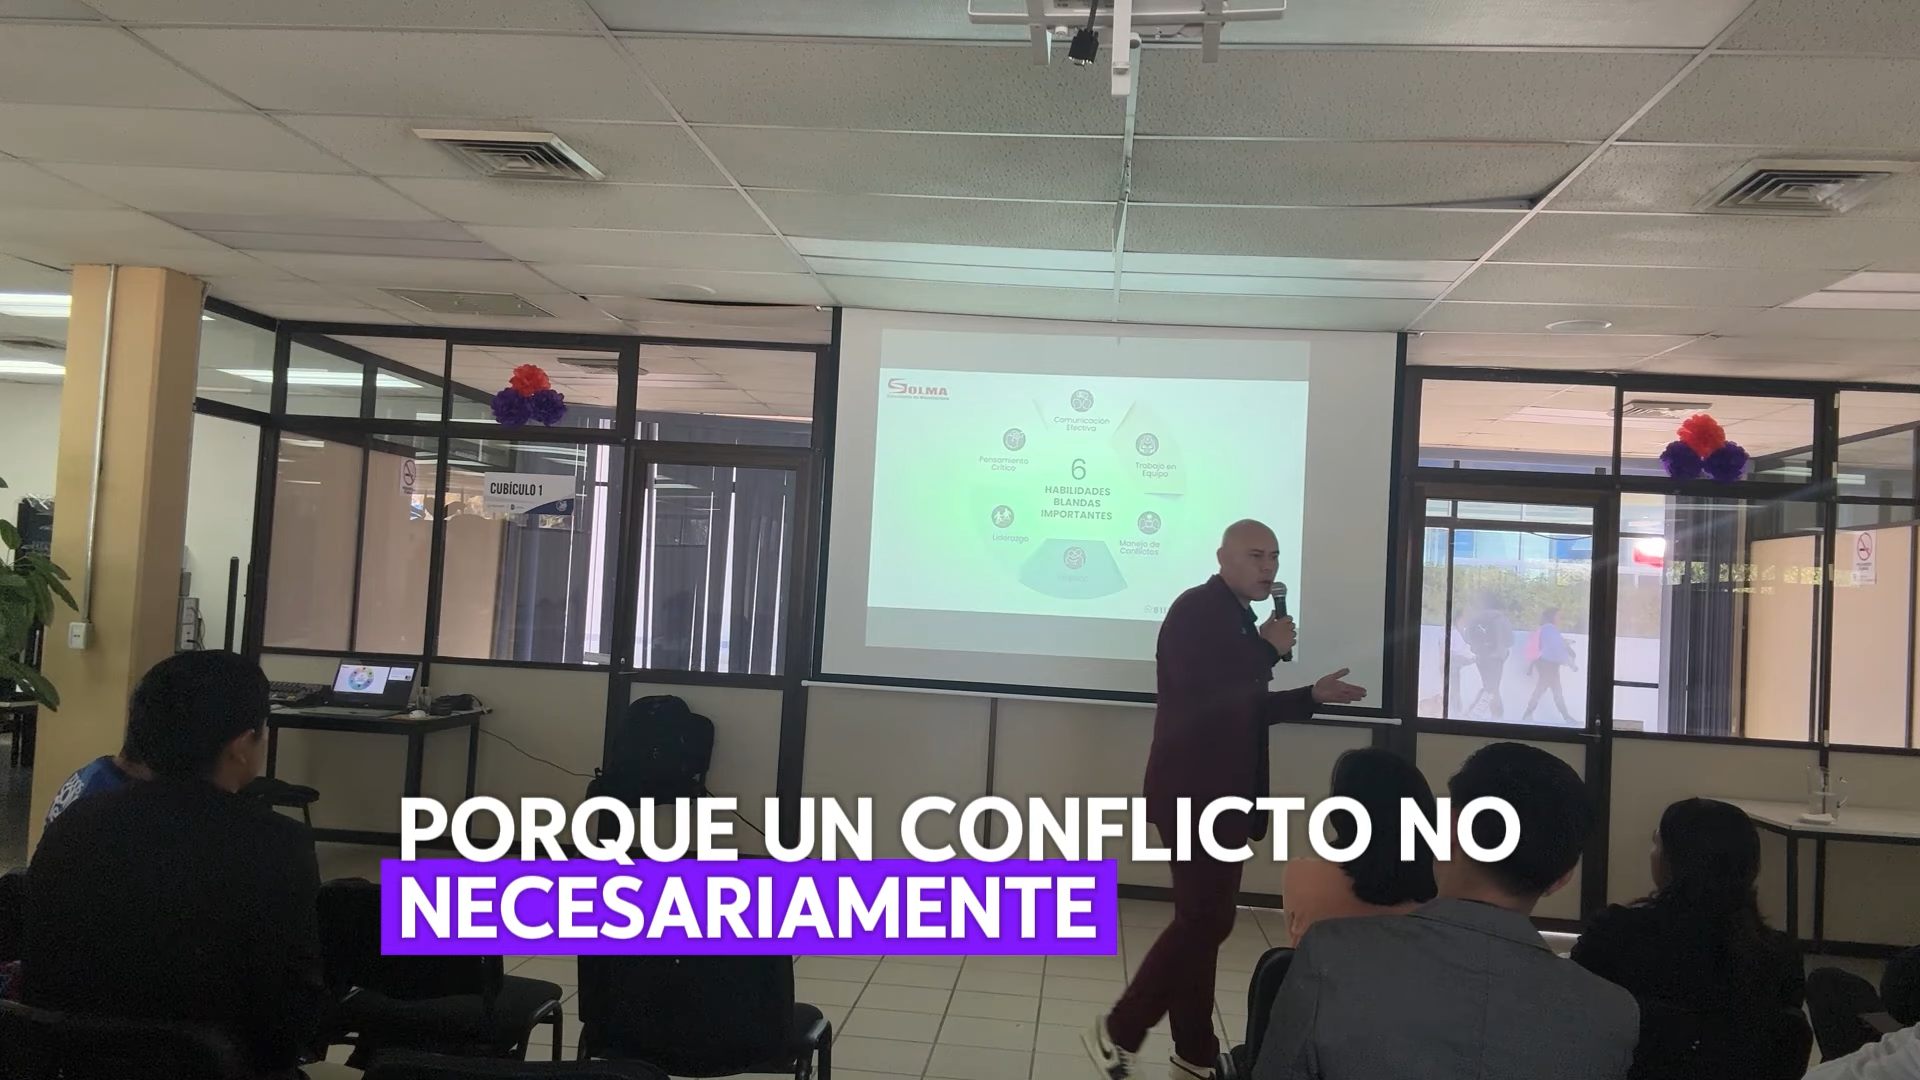 SOLMA
Comunicación
Efectiva
Pensamiento
Crítico
Trabajo en
Equipo
6
HABILIDADES
BLANDAS
IMPORTANTES
Liderazgo
Manejo de
Conflictos
CUBÍCULO 1
PORQUE UN CONFLICTO NO
NECESARIAMENTE